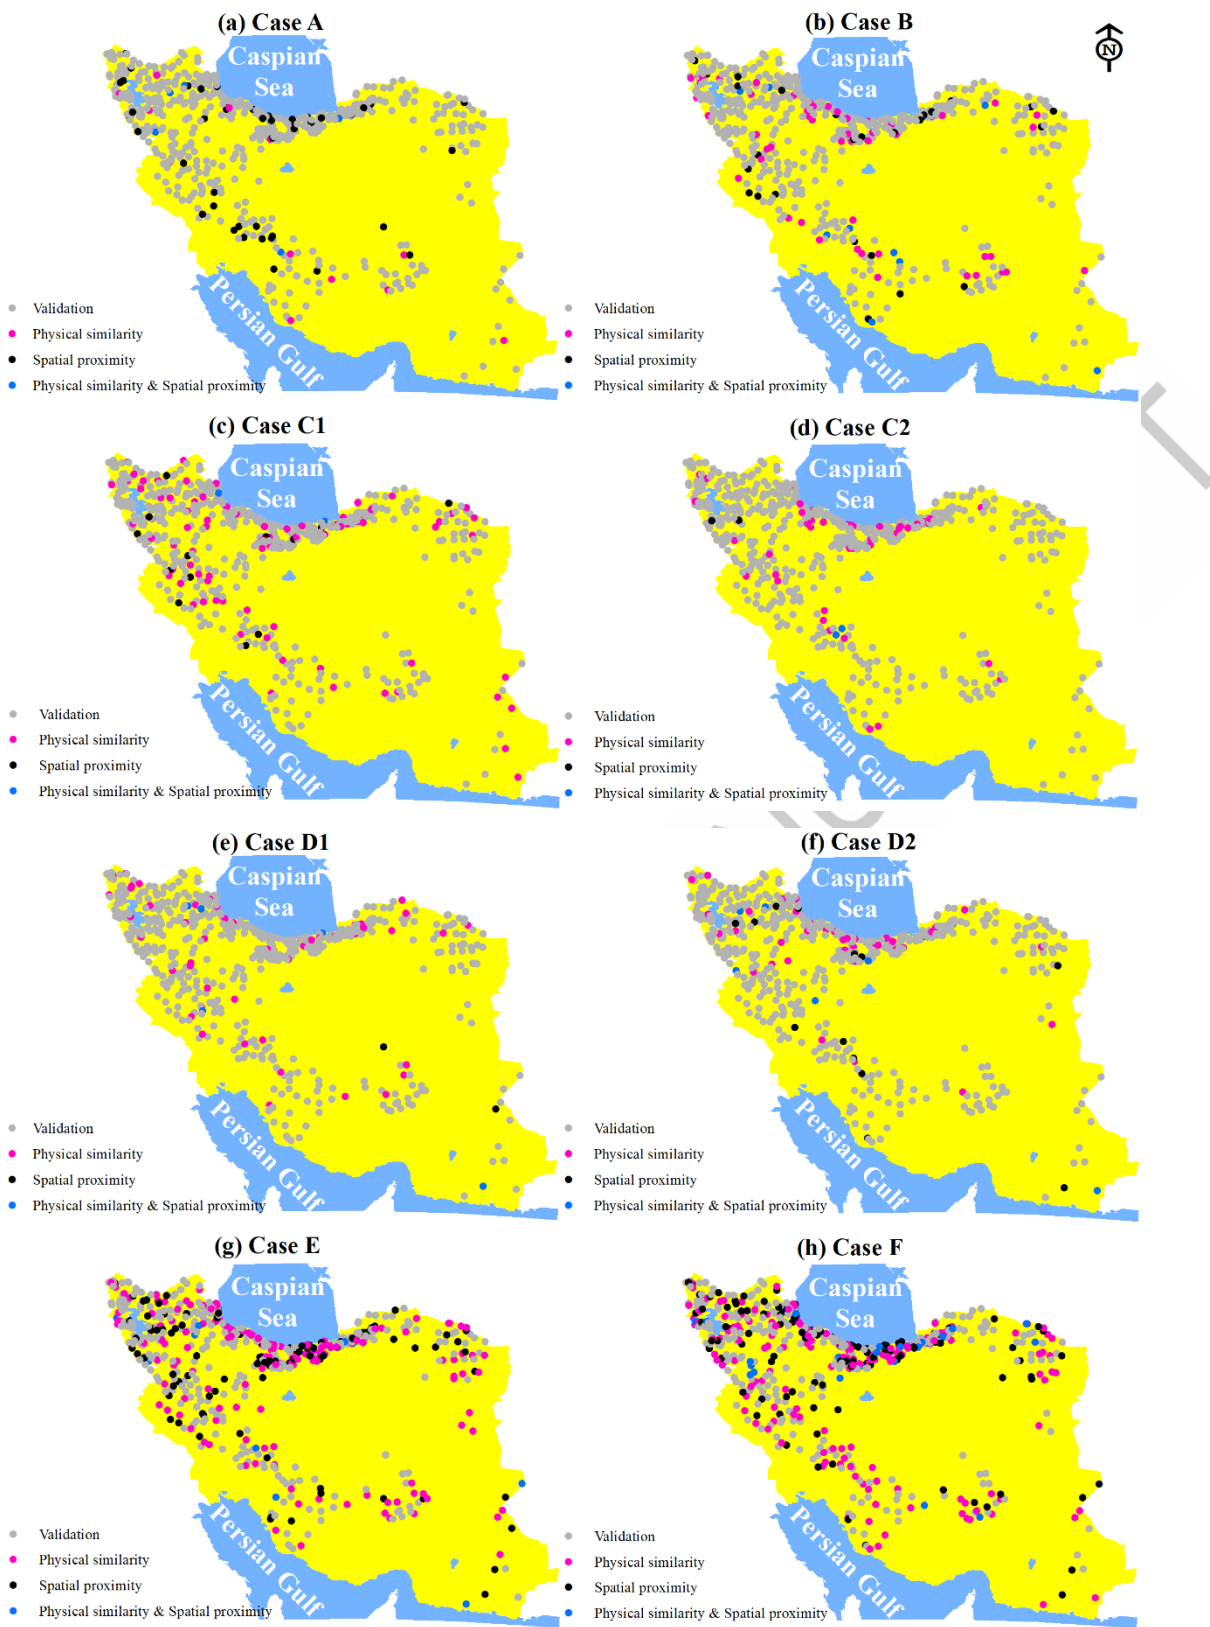 (a) Case A
Caspian
Sea
Persian Gulf
Validation
Physical similarity
Spatial proximity
Physical similarity & Spatial proximity
(b) Case B
N
Caspian
Sea
Persian Gulf
Validation
Physical similarity
Spatial proximity
Physical similarity & Spatial proximity
(c) Case C1
Caspian
Sea
Persian Gulf
Validation
Physical similarity
Spatial proximity
Physical similarity & Spatial proximity
(d) Case C2
Caspian
Sea
Persian Gulf
Validation
Physical similarity
Spatial proximity
Physical similarity & Spatial proximity
(e) Case D1
Caspian
Sea
Persian Gulf
Validation
Physical similarity
Spatial proximity
Physical similarity & Spatial proximity
(f) Case D2
Caspian
Sea
Persian Gulf
Validation
Physical similarity
Spatial proximity
Physical similarity & Spatial proximity
(g) Case E
Caspian
Sea
Persian Gulf
Validation
Physical similarity
Spatial proximity
Physical similarity & Spatial proximity
(h) Case F
Caspian
Sea
Persian Gulf
Validation
Physical similarity
Spatial proximity
Physical similarity & Spatial proximity